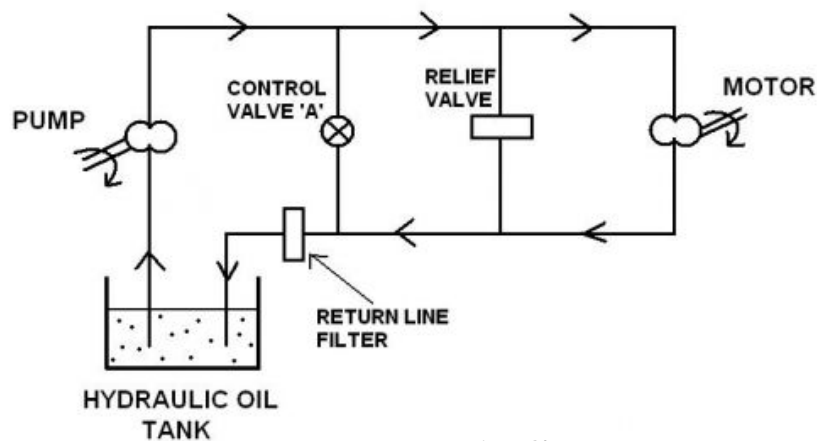 CONTROL
VALVE 'A'
RELIEF
VALVE
MOTOR
PUMP
RETURN LINE
FILTER
HYDRAULIC OIL
TANK